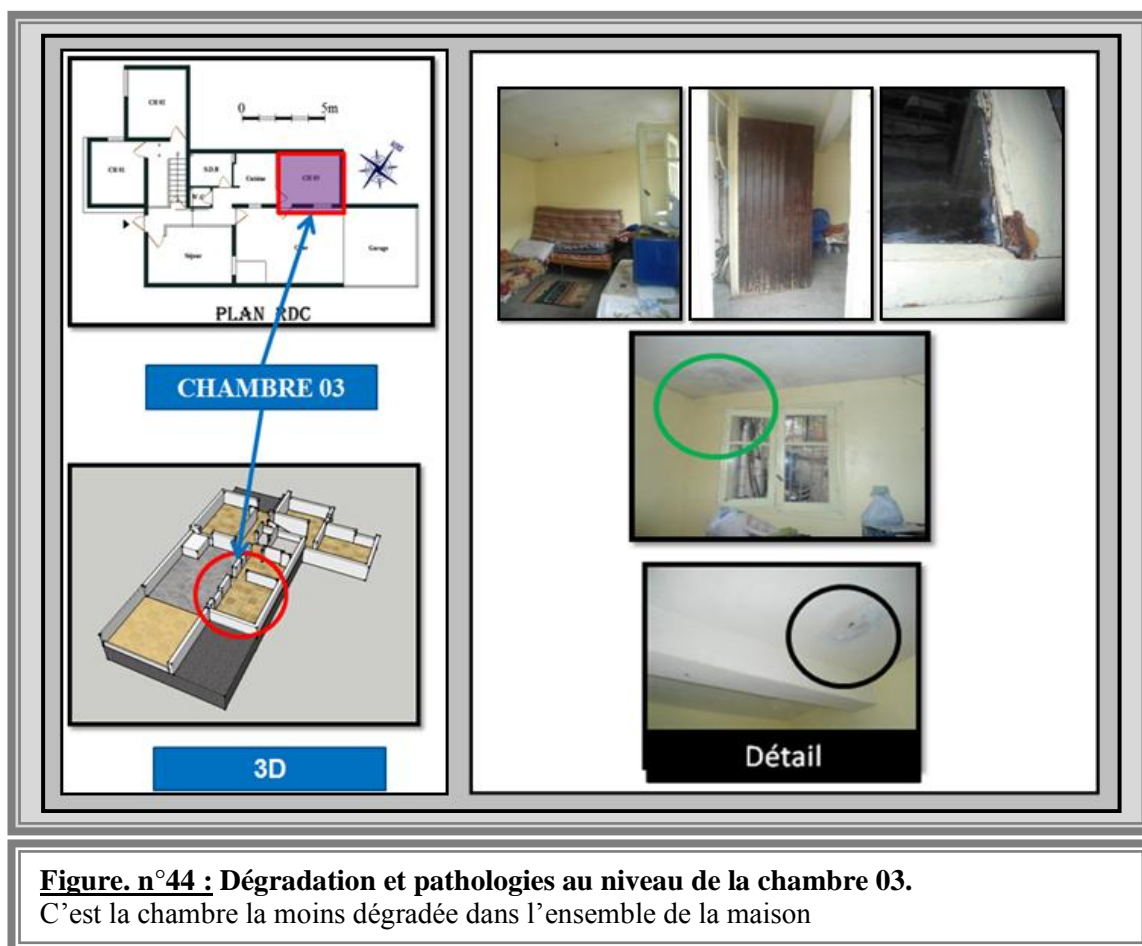 CH 02
0 5m
CH 01
S.D.B
Cuisine
CH 03
W.C
Séjour
Garage
PLAN RDC
CHAMBRE 03
3D
Détail
Figure. n°44 : Dégradation et pathologies au niveau de la chambre 03.
C’est la chambre la moins dégradée dans l’ensemble de la maison